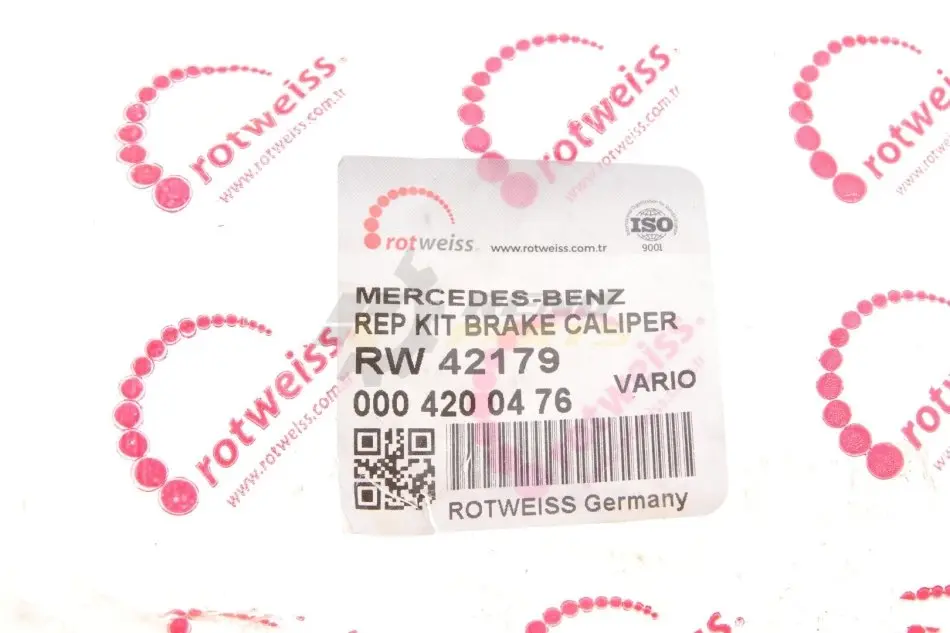 rotweiss.
www.rotweiss.com.tr
rotweiss.
www.rotweiss.com.tr
rotweiss
www.rotweiss.com.tr
rotweiss
www.rotweiss.com.tr
ISO
9001
MERCEDES-BENZ
REP KIT BRAKE CALIPER
RW 42179
VARIO
000 420 04 76
ROTWEISS Germany
rotweiss.
www.rotweiss.com.tr
rotweiss.